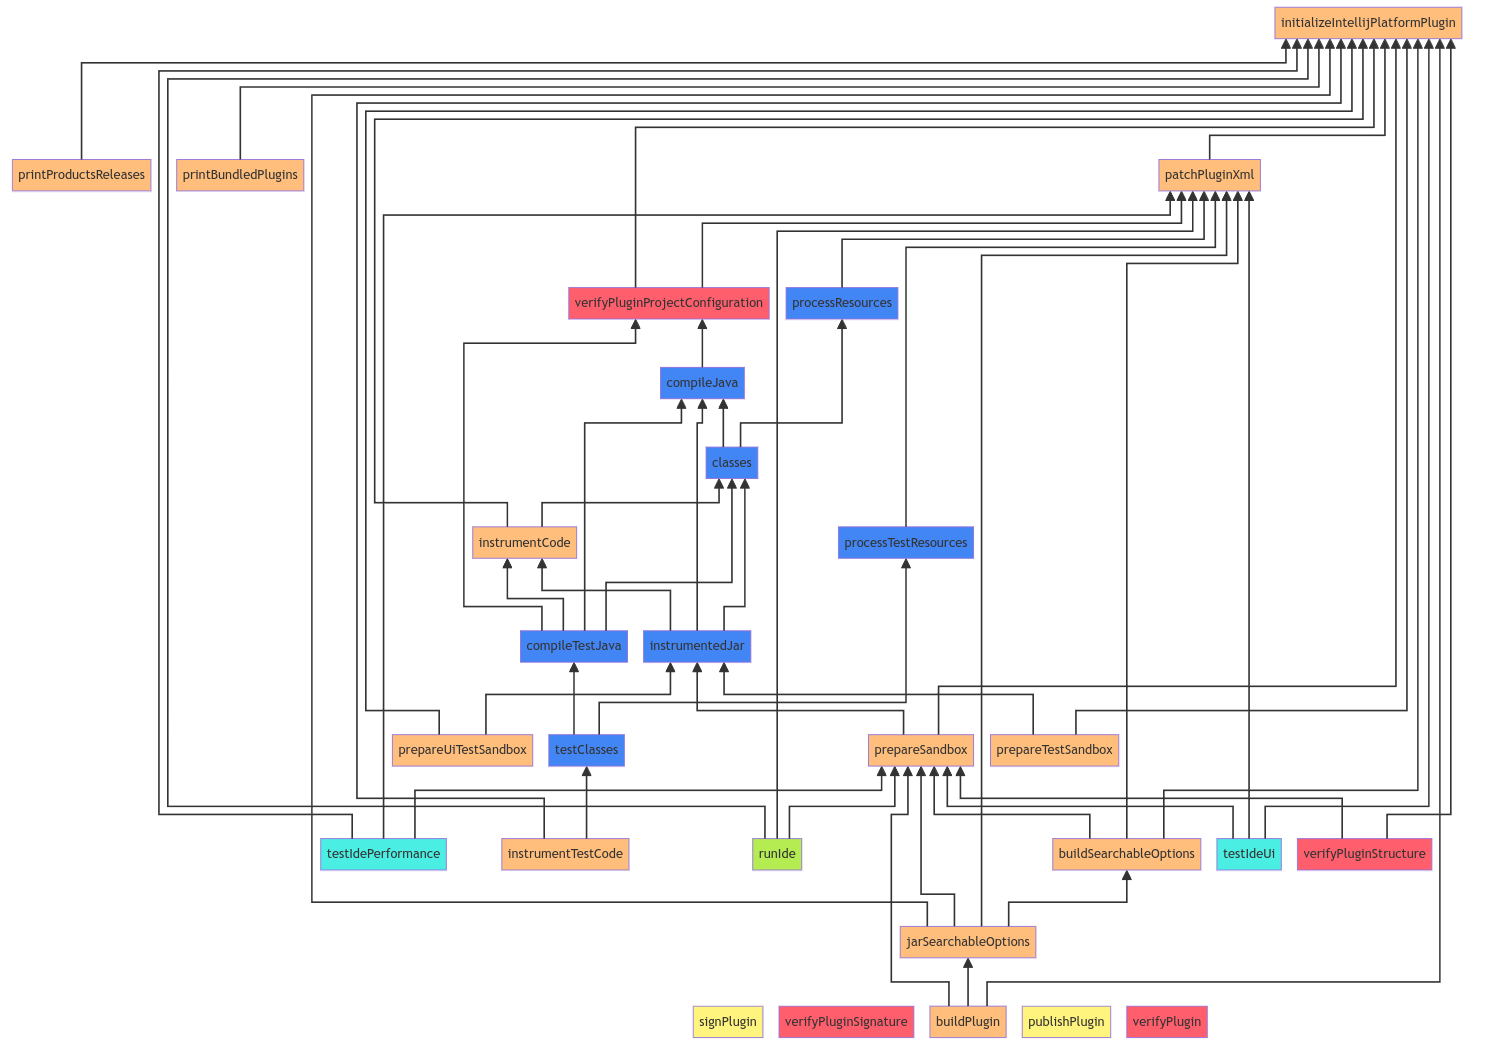 initializeIntellijPlatformPlugin
printProductsReleases
printBundledPlugins
patchPluginXml
verifyPluginProjectConfiguration
processResources
compileJava
classes
instrumentCode
processTestResources
compileTestJava
instrumentedJar
prepareUiTestSandbox
testClasses
prepareSandbox
prepareTestSandbox
testIdePerformance
instrumentTestCode
runIde
buildSearchableOptions
testIdeUi
verifyPluginStructure
jarSearchableOptions
signPlugin
verifyPluginSignature
buildPlugin
publishPlugin
verifyPlugin